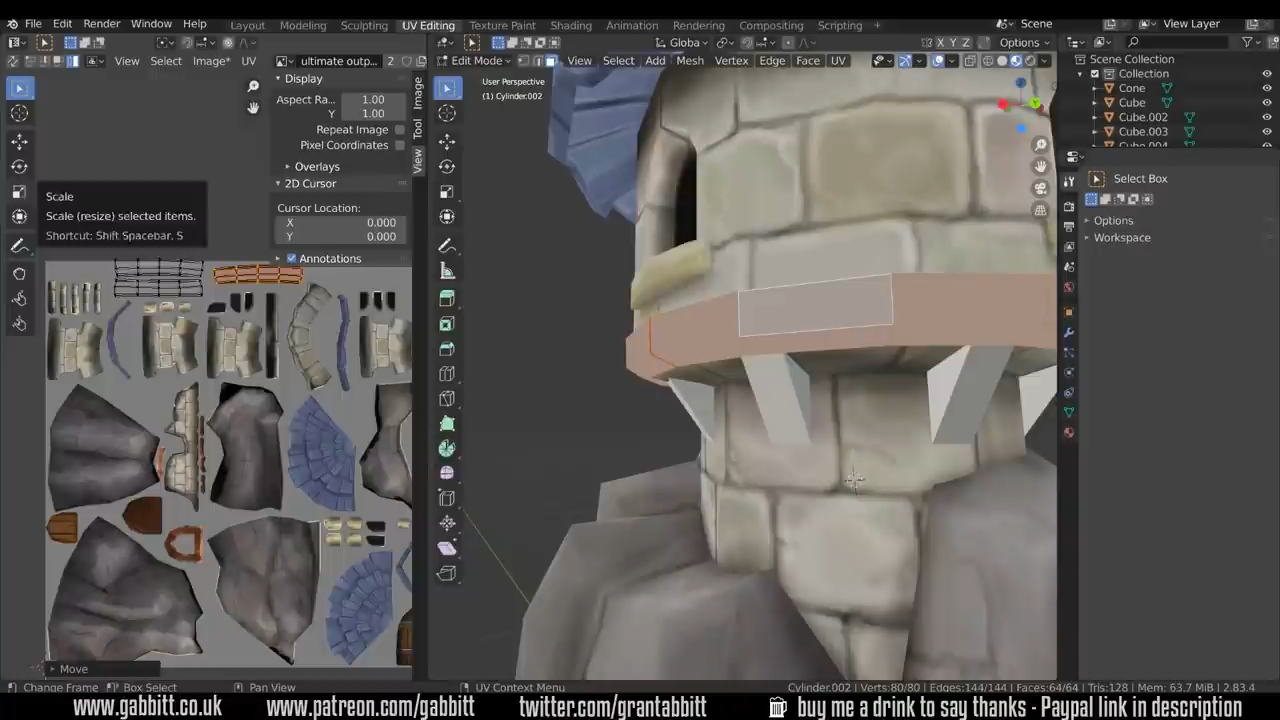 File Edit Render Window Help Layout Modeling Sculpting UV Editing Texture Paint Shading Animation Rendering Compositing Scripting + Scene View Layer
Globa X Y Z Options
View Select Image* UV ultimate outp... 2 Edit Mode View Select Add Mesh Vertex Edge Face UV
Scene Collection
Collection
Cone
Cube
Cube.002
Cube.003
Display
Aspect Ra... 1.00
Y 1.00
Repeat Image
Pixel Coordinates
Overlays
2D Cursor
Cursor Location:
X 0.000
Y 0.000
Annotations
Image
Tool
View
User Perspective
(1) Cylinder.002
Scale
Scale (resize) selected items.
Shortcut: Shift Spacebar, S
Select Box
Options
Workspace
Move
Change Frame Box Select Pan View UV Context Menu Cylinder.002 | Verts:80/80 | Edges:144/144 | Faces:64/64 | Tris:128 | Mem: 63.7 MiB | 2.83.4
www.gabbitt.co.uk www.patreon.com/gabbitt twitter.com/grantabbitt buy me a drink to say thanks - Paypal link in description